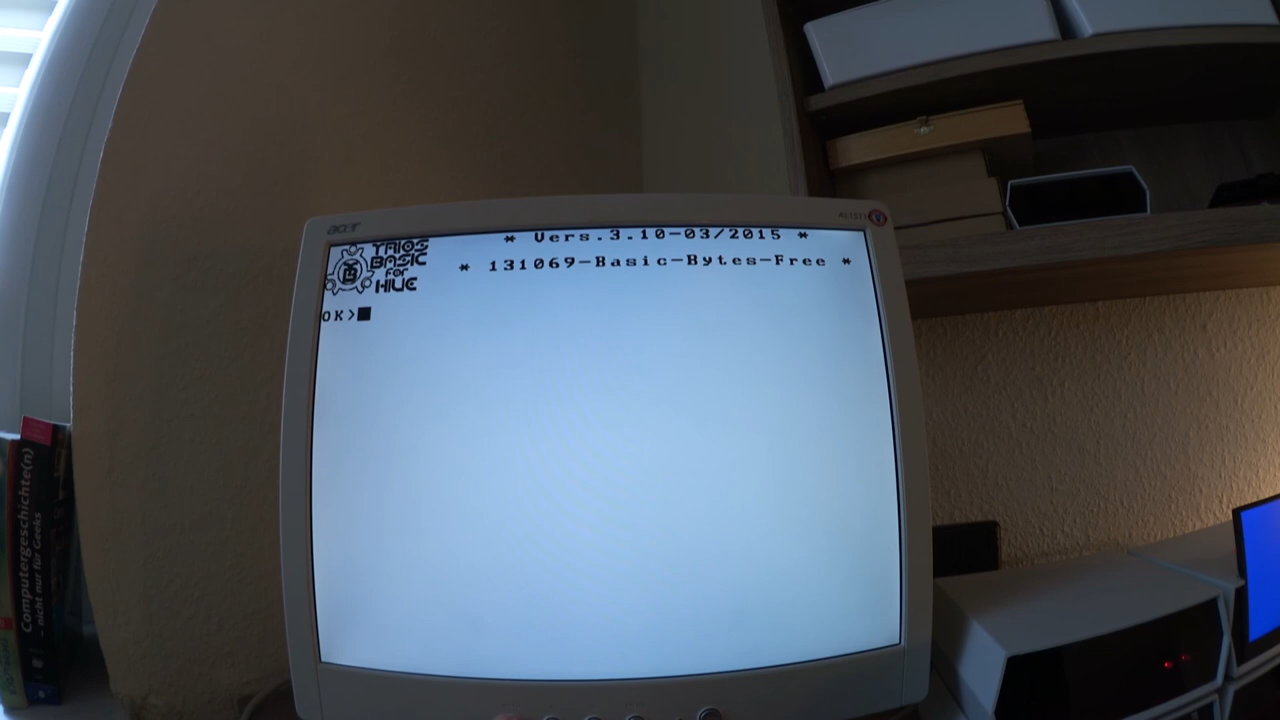 acer
TRIOS
BASIC
for
HIVE
* Vers.3.10-03/2015 *
* 131069-Basic-Bytes-Free *
OK>
Computergeschichte(n)
... nicht nur für Geeks